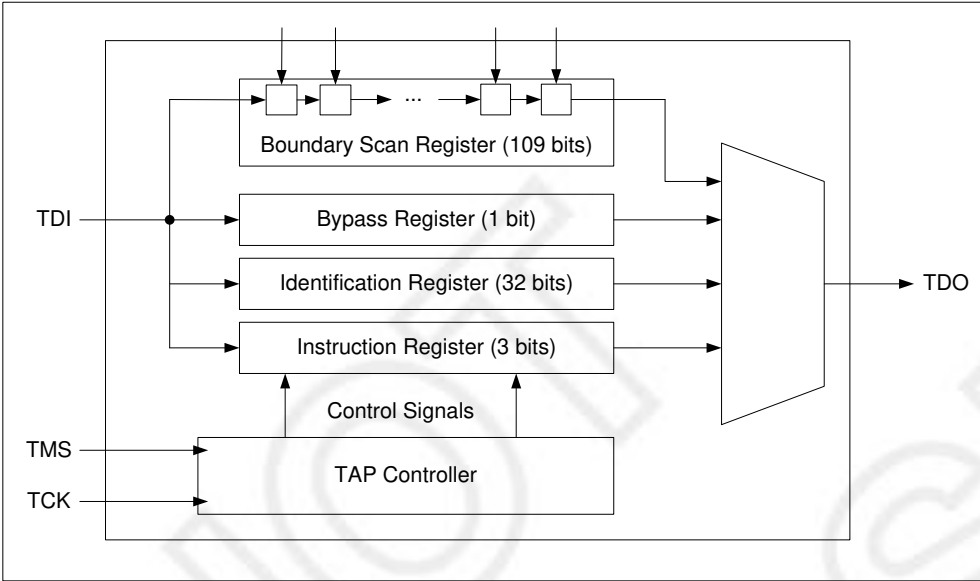 ...
Boundary Scan Register (109 bits)
TDI
Bypass Register (1 bit)
Identification Register (32 bits)
TDO
Instruction Register (3 bits)
Control Signals
TMS
TAP Controller
TCK